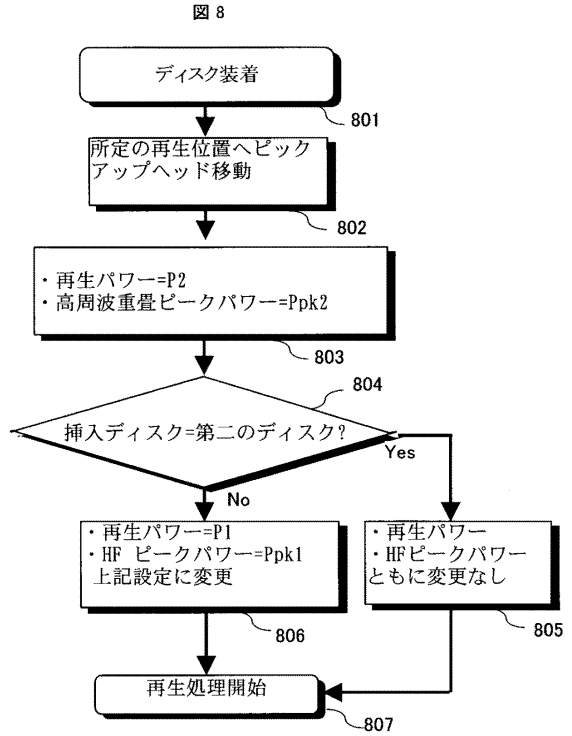 図 8
ディスク装着
801
所定の再生位置へピック
アップヘッド移動
802
・再生パワー=P2
・高周波重畳ピークパワー=Ppk2
803
804
挿入ディスク=第二のディスク?
Yes
No
・再生パワー=P1
・HF ピークパワー=Ppk1
上記設定に変更
806
・再生パワー
・HFピークパワー
ともに変更なし
805
再生処理開始
807